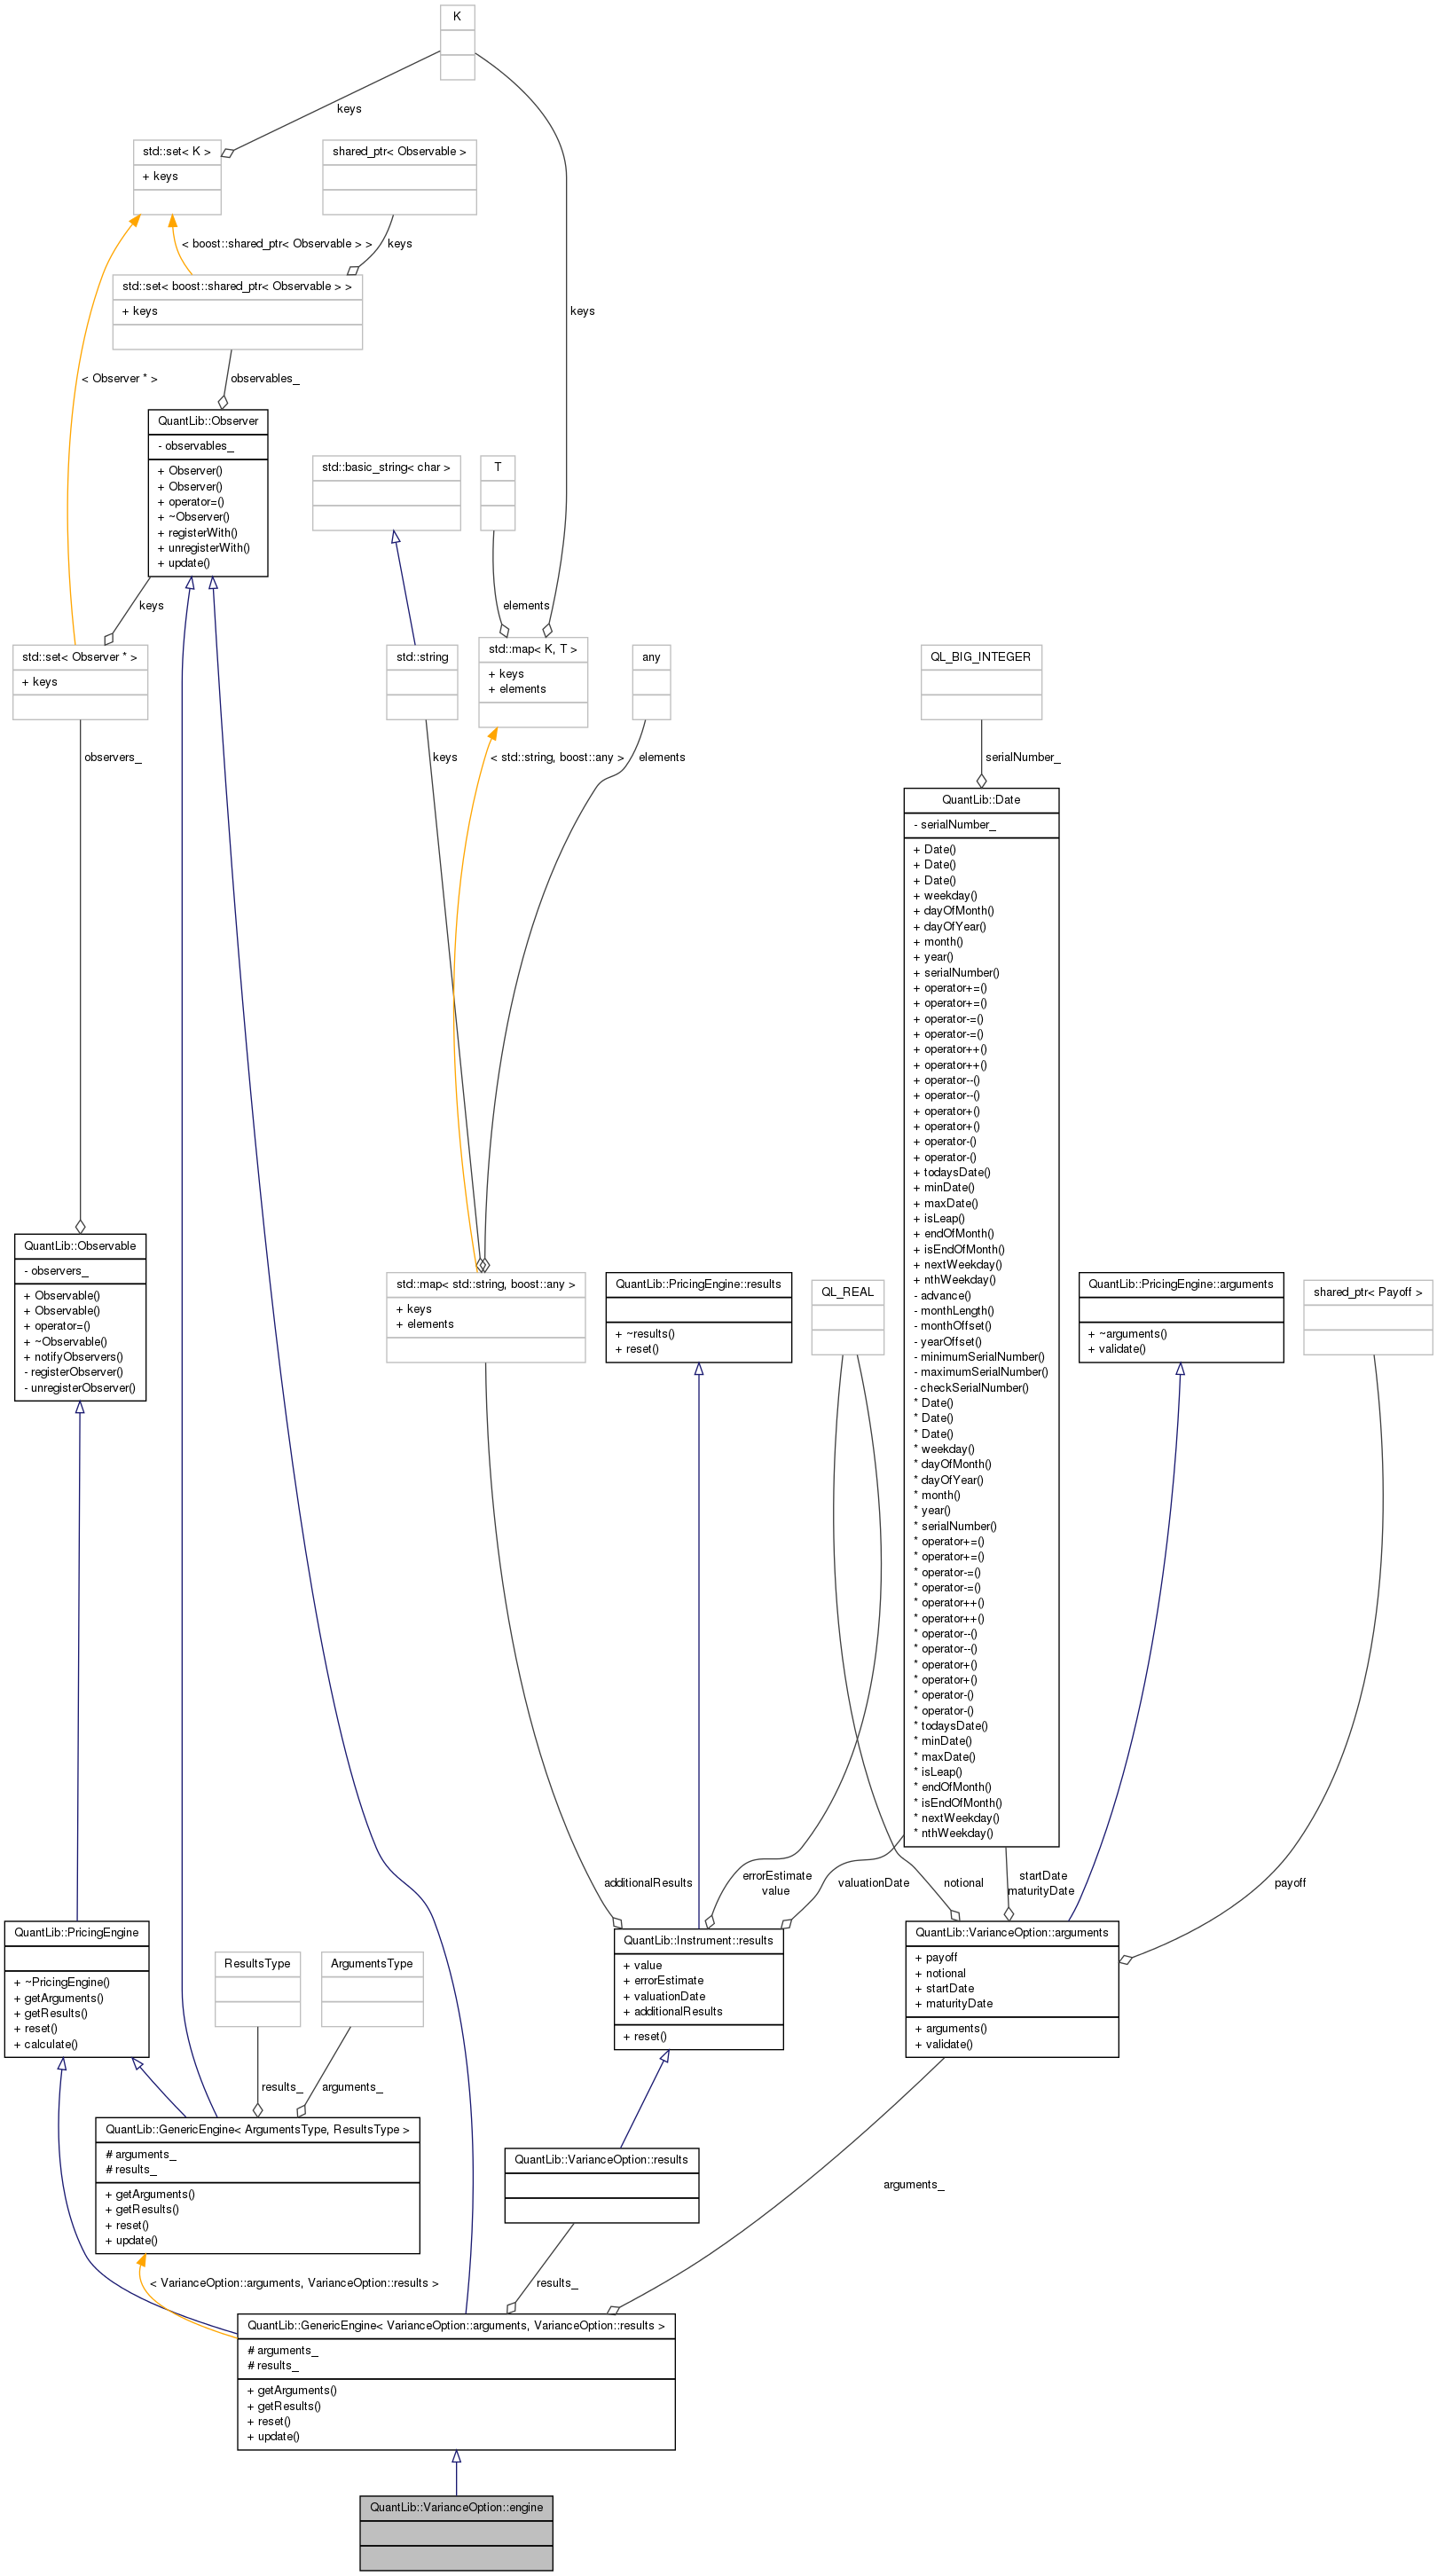 K
keys
std::set< K >
+ keys
shared_ptr< Observable >
< boost::shared_ptr< Observable > >
keys
std::set< boost::shared_ptr< Observable > >
+ keys
keys
< Observer * >
observables_
QuantLib::Observer
- observables_
+ Observer()
+ Observer()
+ operator=()
+ ~Observer()
+ registerWith()
+ unregisterWith()
+ update()
std::basic_string< char >
T
keys
elements
std::set< Observer * >
+ keys
std::string
std::map< K, T >
+ keys
+ elements
any
QL_BIG_INTEGER
observers_
keys
< std::string, boost::any >
elements
serialNumber_
QuantLib::Date
- serialNumber_
+ Date()
+ Date()
+ Date()
+ weekday()
+ dayOfMonth()
+ dayOfYear()
+ month()
+ year()
+ serialNumber()
+ operator+=()
+ operator+=()
+ operator-=()
+ operator-=()
+ operator++()
+ operator++()
+ operator--()
+ operator--()
+ operator+()
+ operator+()
+ operator-()
+ operator-()
+ todaysDate()
+ minDate()
+ maxDate()
+ isLeap()
+ endOfMonth()
+ isEndOfMonth()
+ nextWeekday()
+ nthWeekday()
- advance()
- monthLength()
- monthOffset()
- yearOffset()
- minimumSerialNumber()
- maximumSerialNumber()
- checkSerialNumber()
* Date()
* Date()
* Date()
* weekday()
* dayOfMonth()
* dayOfYear()
* month()
* year()
* serialNumber()
* operator+=()
* operator+=()
* operator-=()
* operator-=()
* operator++()
* operator++()
* operator--()
* operator--()
* operator+()
* operator+()
* operator-()
* operator-()
* todaysDate()
* minDate()
* maxDate()
* isLeap()
* endOfMonth()
* isEndOfMonth()
* nextWeekday()
* nthWeekday()
QuantLib::Observable
- observers_
+ Observable()
+ Observable()
+ operator=()
+ ~Observable()
+ notifyObservers()
- registerObserver()
- unregisterObserver()
std::map< std::string, boost::any >
+ keys
+ elements
QuantLib::PricingEngine::results
+ ~results()
+ reset()
QL_REAL
QuantLib::PricingEngine::arguments
+ ~arguments()
+ validate()
shared_ptr< Payoff >
additionalResults
errorEstimate
value
valuationDate
notional
startDate
maturityDate
payoff
QuantLib::PricingEngine
+ ~PricingEngine()
+ getArguments()
+ getResults()
+ reset()
+ calculate()
ResultsType
ArgumentsType
QuantLib::Instrument::results
+ value
+ errorEstimate
+ valuationDate
+ additionalResults
+ reset()
QuantLib::VarianceOption::arguments
+ payoff
+ notional
+ startDate
+ maturityDate
+ arguments()
+ validate()
results_
arguments_
QuantLib::GenericEngine< ArgumentsType, ResultsType >
# arguments_
# results_
+ getArguments()
+ getResults()
+ reset()
+ update()
QuantLib::VarianceOption::results
arguments_
< VarianceOption::arguments, VarianceOption::results >
results_
QuantLib::GenericEngine< VarianceOption::arguments, VarianceOption::results >
# arguments_
# results_
+ getArguments()
+ getResults()
+ reset()
+ update()
QuantLib::VarianceOption::engine